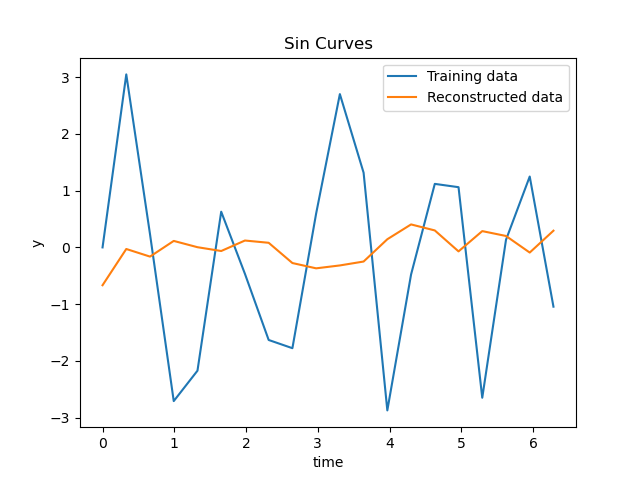 Sin Curves
Training data
Reconstructed data
3
2
1
0
−1
−2
−3
y
0 1 2 3 4 5 6
time